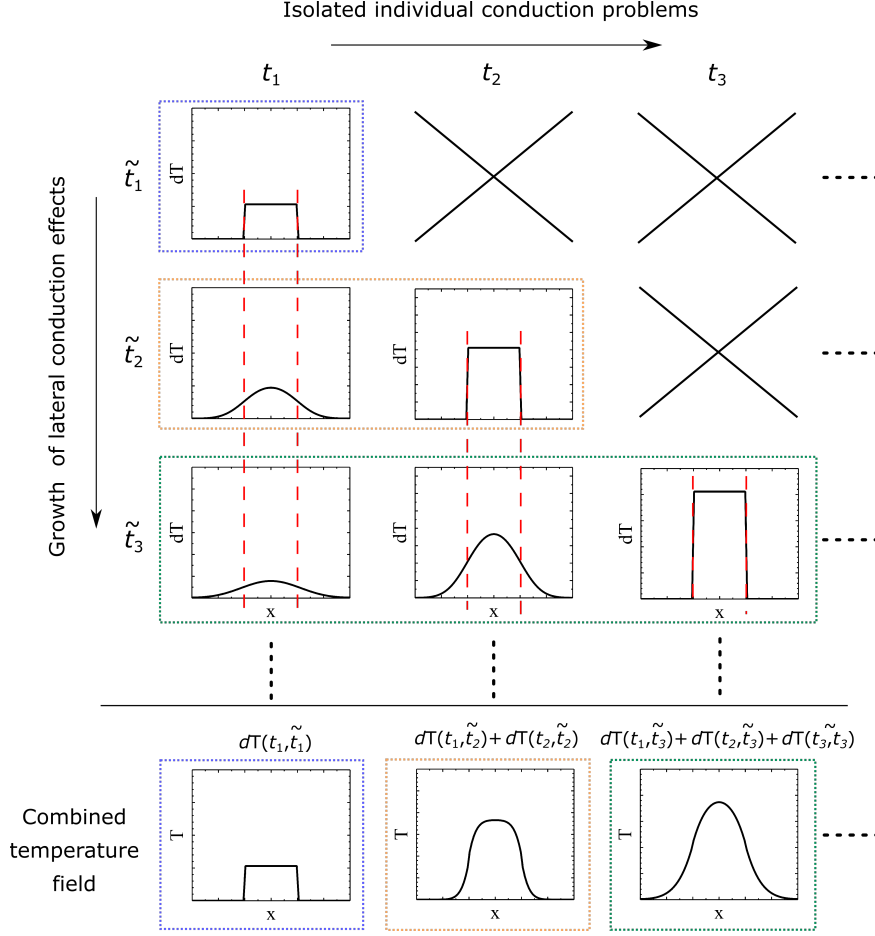 Isolated individual conduction problems
t₁ t₂ t₃
Growth of lateral conduction effects
t̃₁ dT
t̃₂ dT dT
t̃₃ dT dT dT
x x
dT(t₁,t̃₁) dT(t₁,t̃₂)+dT(t₂,t̃₂) dT(t₁,t̃₃)+dT(t₂,t̃₃)+dT(t̃₃,t₃)
Combined
temperature
field
T T T
x x x